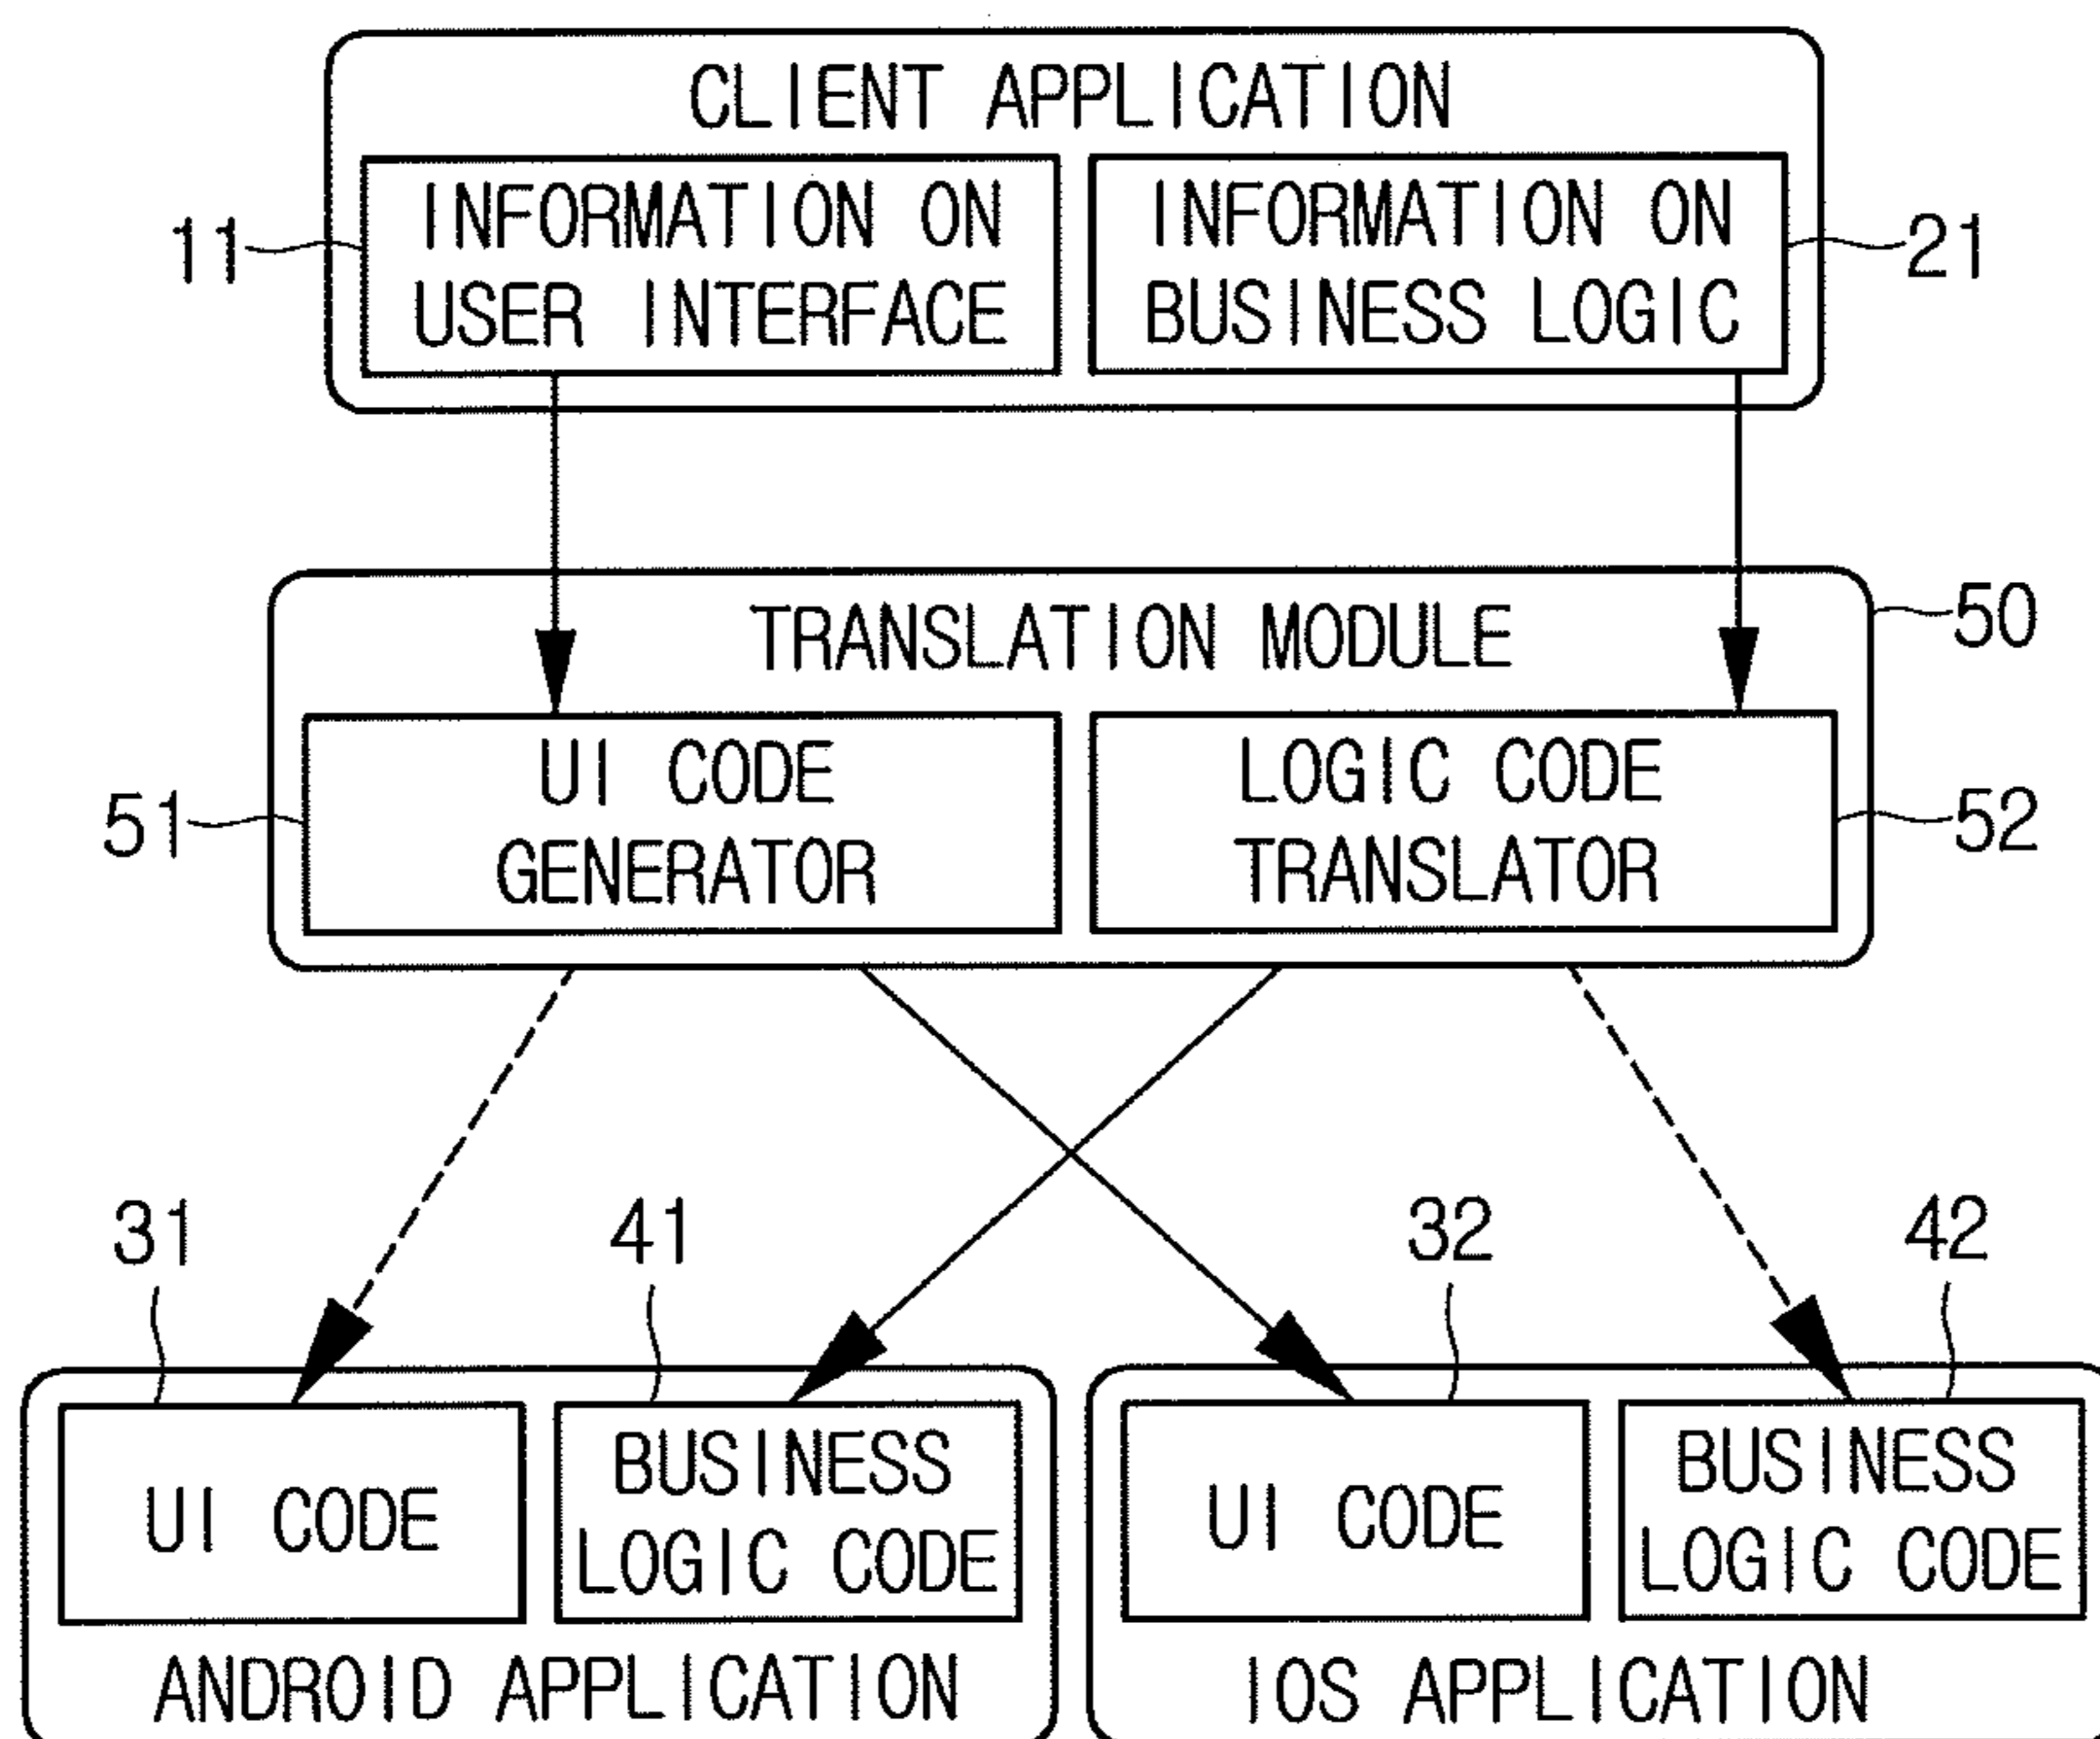 CLIENT APPLICATION
11
INFORMATION ON
USER INTERFACE
INFORMATION ON
BUSINESS LOGIC
21
TRANSLATION MODULE
50
51
UI CODE
GENERATOR
LOGIC CODE
TRANSLATOR
52
31
41
32
42
UI CODE
BUSINESS
LOGIC CODE
UI CODE
BUSINESS
LOGIC CODE
ANDROID APPLICATION
IOS APPLICATION